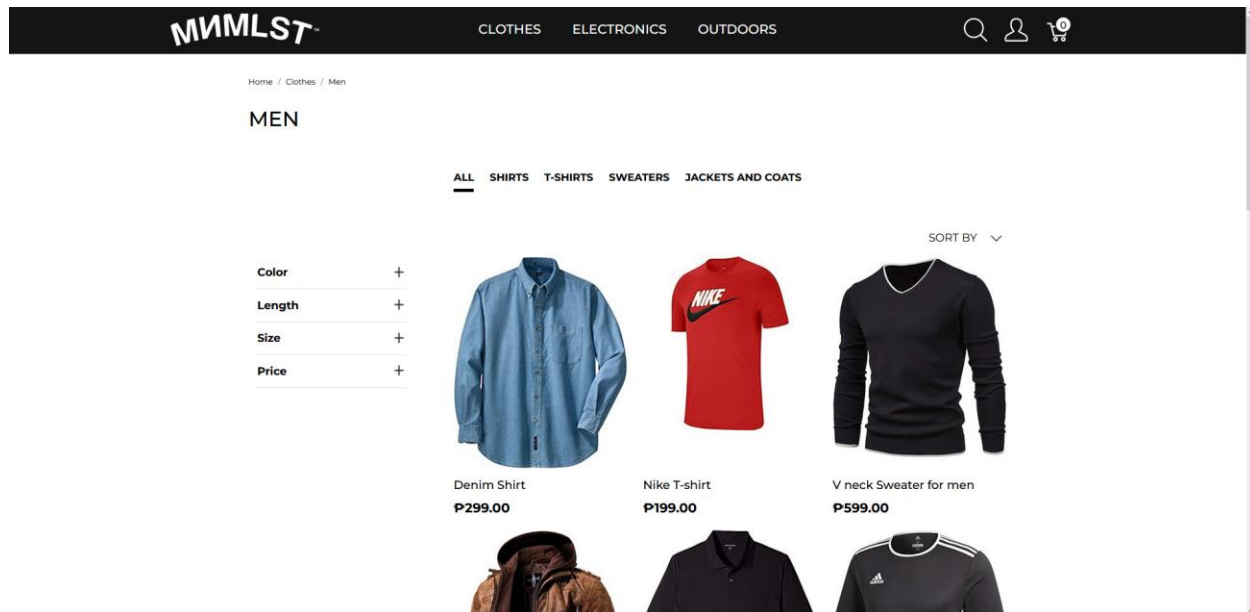 MИMLST™
CLOTHES ELECTRONICS OUTDOORS
0
Home / Clothes / Men
MEN
ALL SHIRTS T-SHIRTS SWEATERS JACKETS AND COATS
SORT BY
Color +
Length +
Size +
Price +
NIKE
Denim Shirt Nike T-shirt V neck Sweater for men
₱299.00 ₱199.00 ₱599.00
adidas